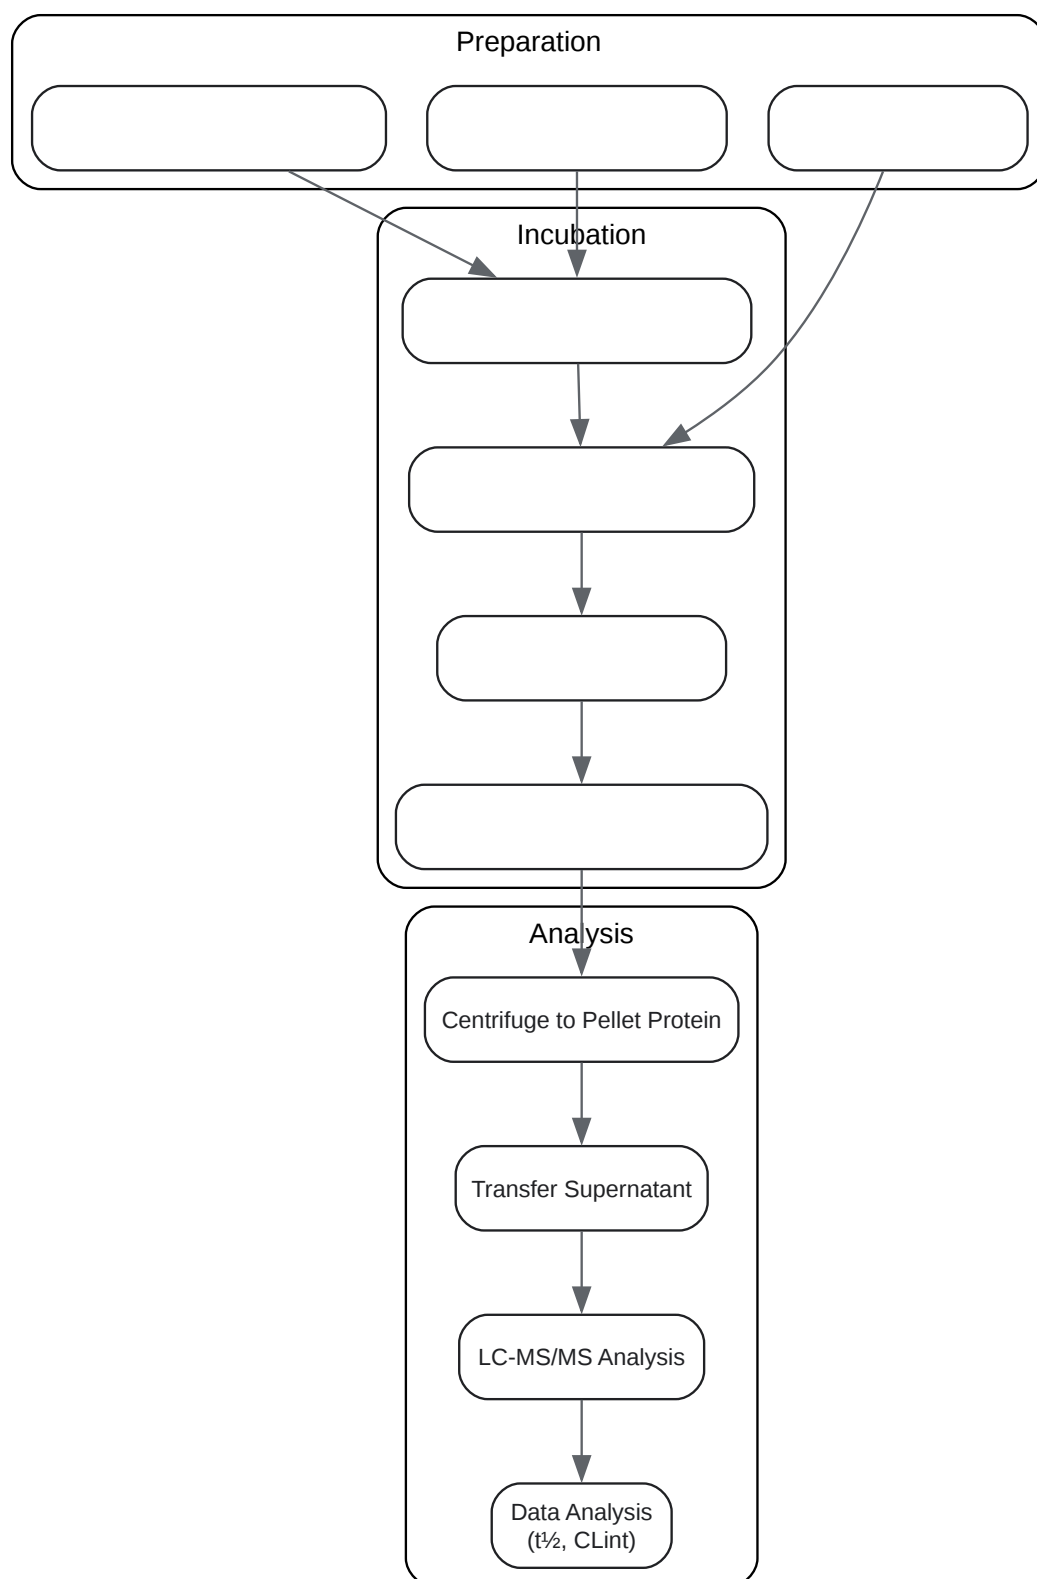 Preparation
Incubation
Analysis
Centrifuge to Pellet Protein
Transfer Supernatant
LC-MS/MS Analysis
Data Analysis
(t½, CLint)